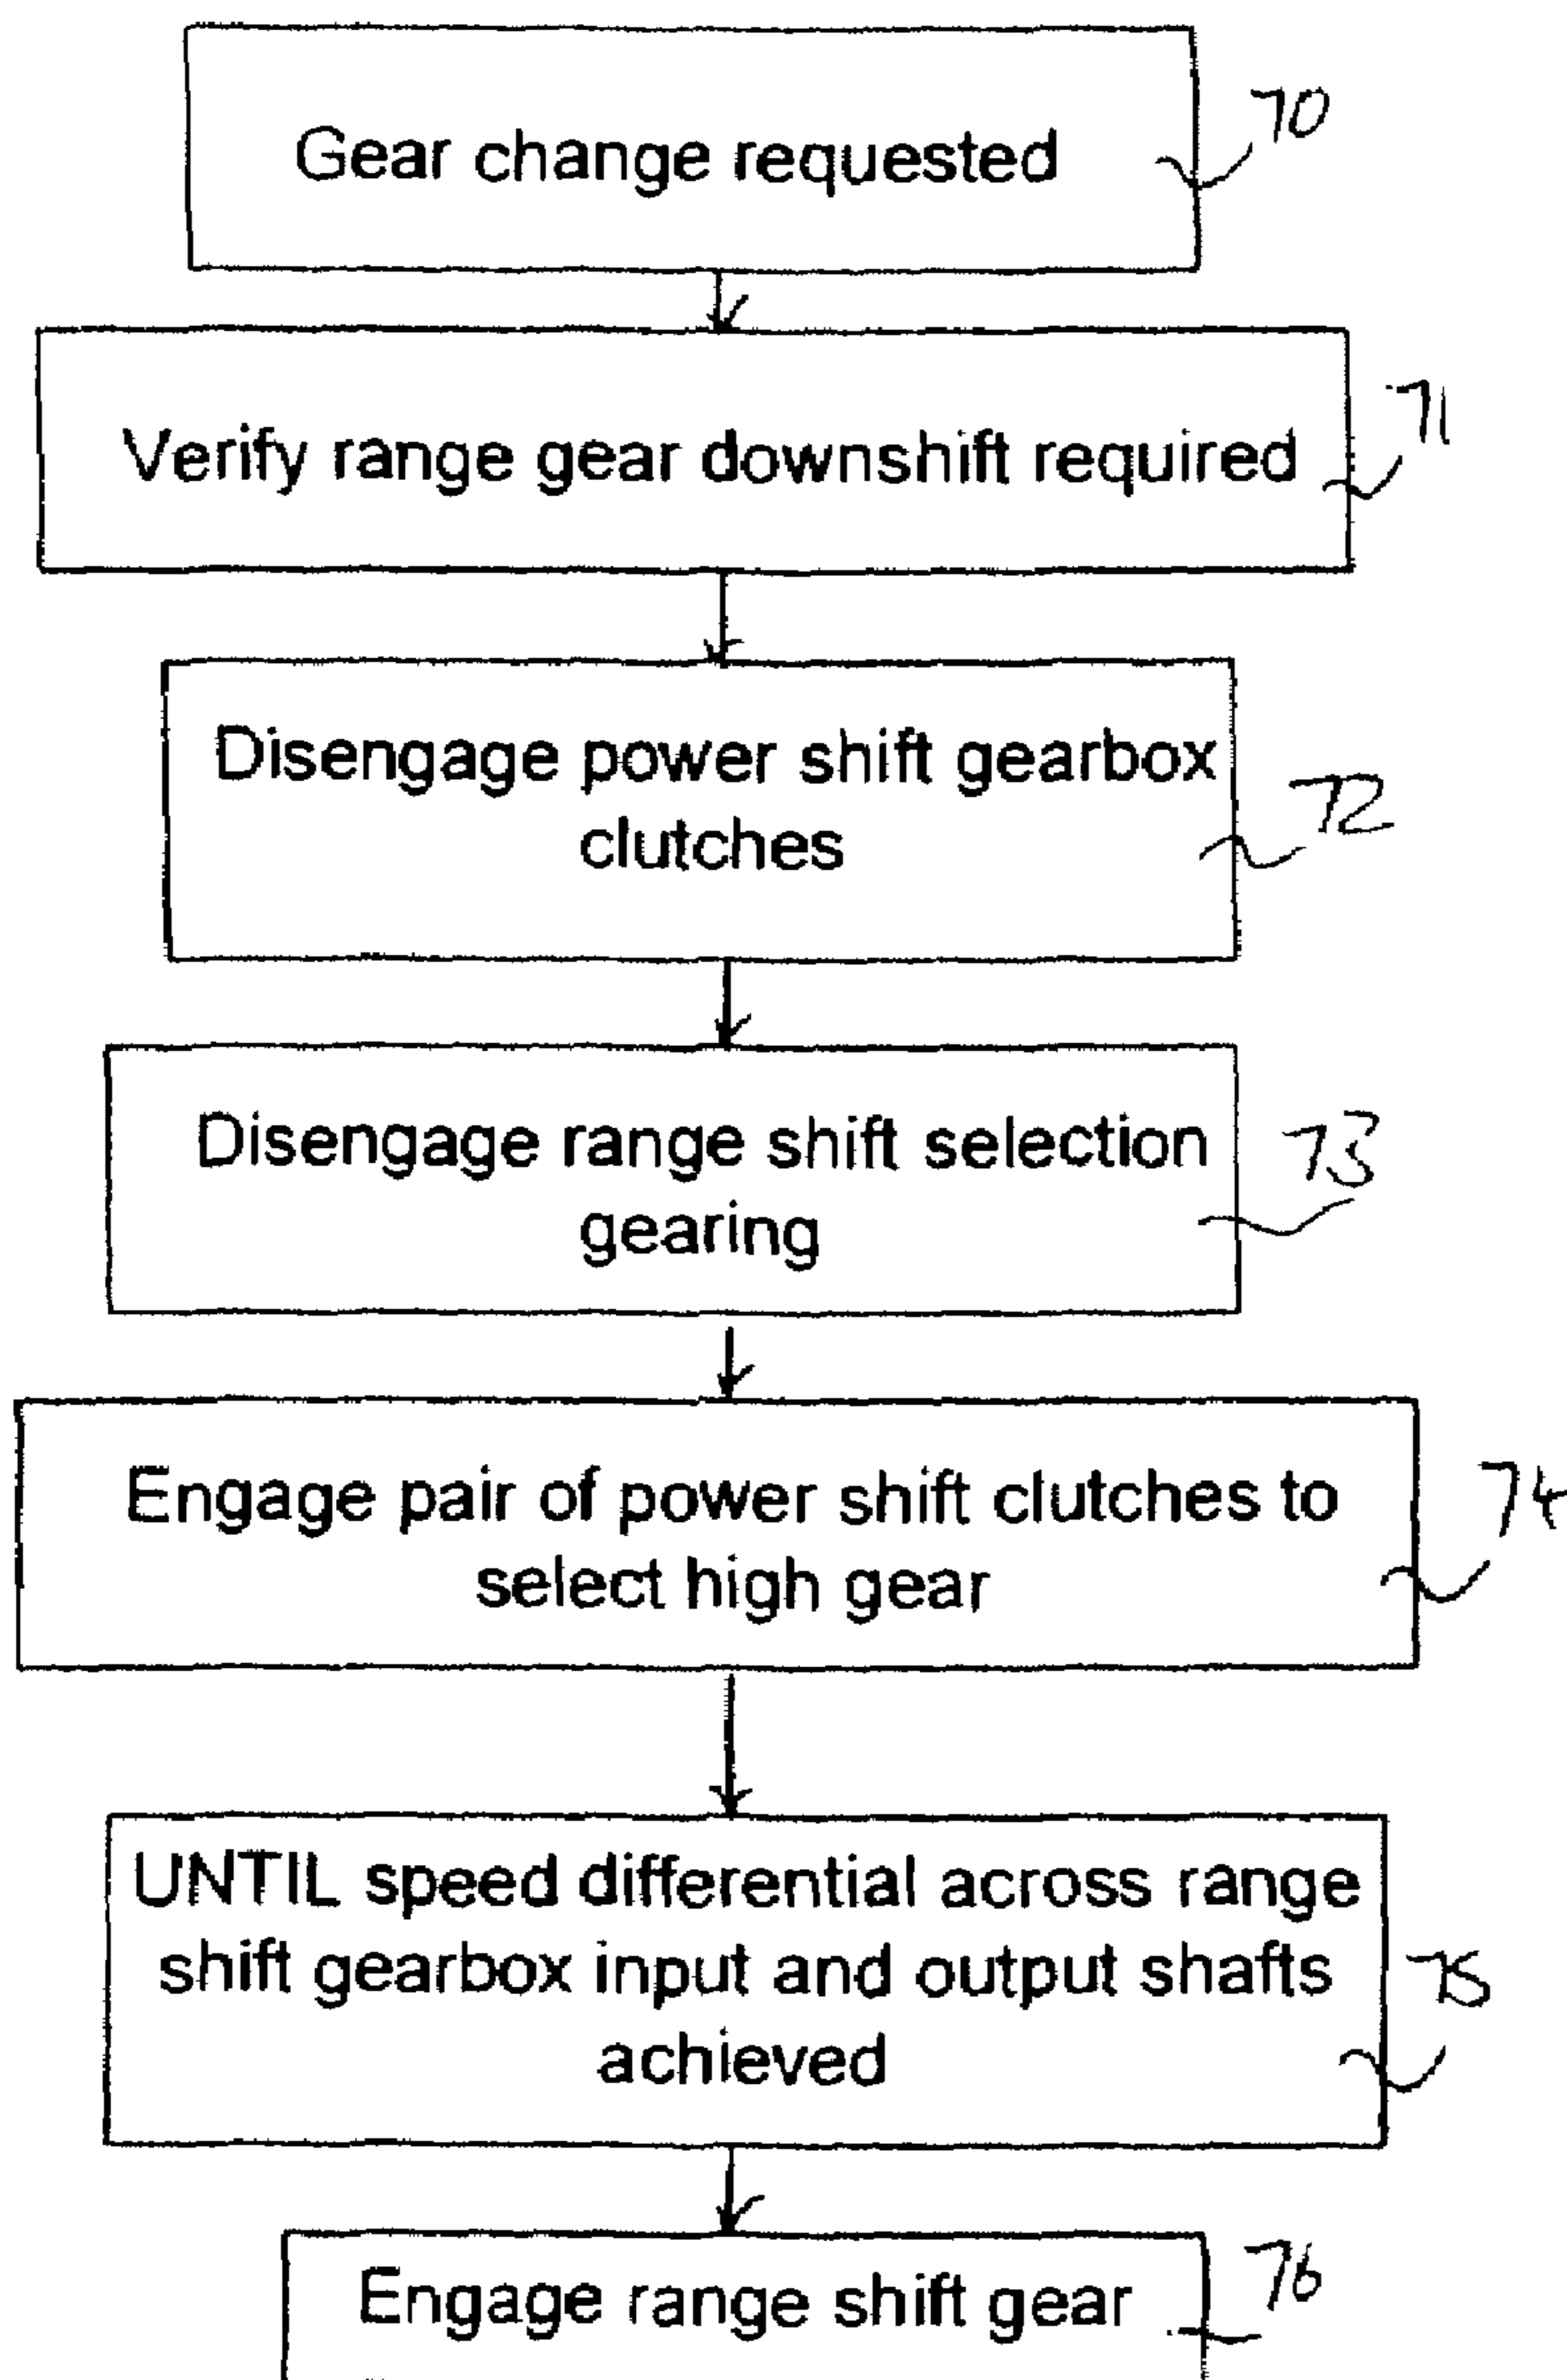 Gear change requested
70
Verify range gear downshift required
71
Disengage power shift gearbox
clutches
72
Disengage range shift selection
gearing
73
Engage pair of power shift clutches to
select high gear
74
UNTIL speed differential across range
shift gearbox input and output shafts
achieved
75
Engage range shift gear
76